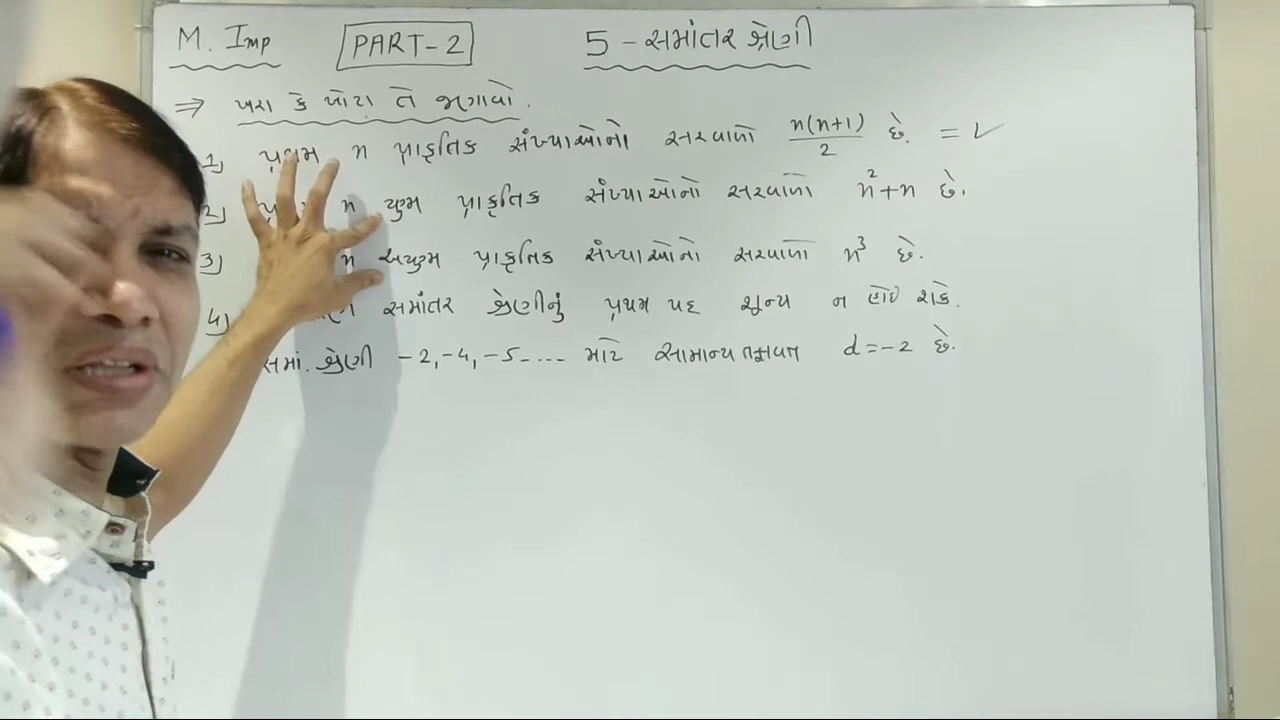 M. Imp PART-2 5 - સમાંતર શ્રેણી
⇒ ખરા કે ખોટા તે જણાવો.
1) પ્રથમ n પ્રાકૃતિક સંખ્યાઓનો સરવાળો n(n+1)/2 છે. = ✓
2) n યુગ્મ પ્રાકૃતિક સંખ્યાઓનો સરવાળો n²+n છે.
3) n અયુગ્મ પ્રાકૃતિક સંખ્યાઓનો સરવાળો n³ છે.
4) સમાંતર શ્રેણીનું પ્રથમ પદ શૂન્ય ન હોઈ શકે.
સમાં. શ્રેણી -2,-4,-5.... માટે સામાન્ય તફાવત d=-2 છે.